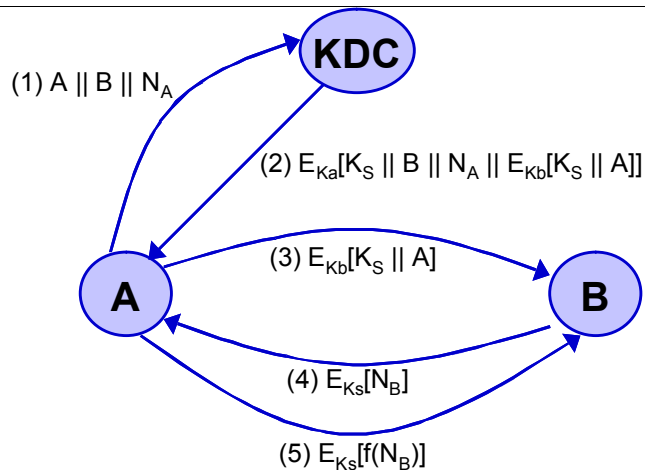 KDC
(1) A || B || N_A
(2) E_Ka[K_S || B || N_A || E_Kb[K_S || A]]
(3) E_Kb[K_S || A]
A
B
(4) E_Ks[N_B]
(5) E_Ks[f(N_B)]